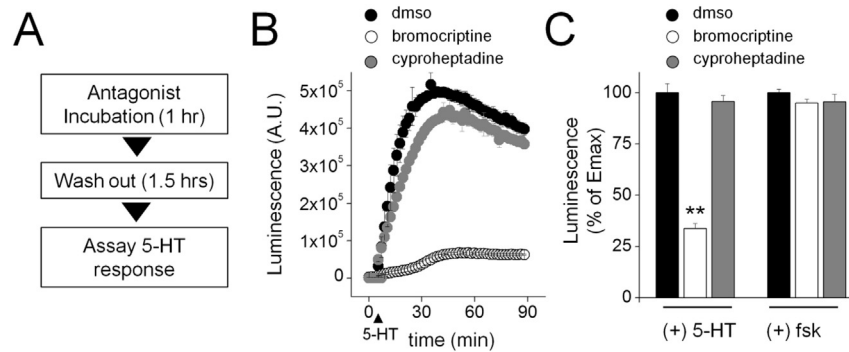 A
Antagonist
Incubation (1 hr)
Wash out (1.5 hrs)
Assay 5-HT
response
B
dmso
bromocriptine
cyproheptadine
Luminescence (A.U.)
5x10⁵
4x10⁵
3x10⁵
2x10⁵
1x10⁵
0
0 30 60 90
5-HT
time (min)
C
dmso
bromocriptine
cyproheptadine
Luminescence
(% of Emax)
100
75
50
25
0
**
(+) 5-HT (+) fsk